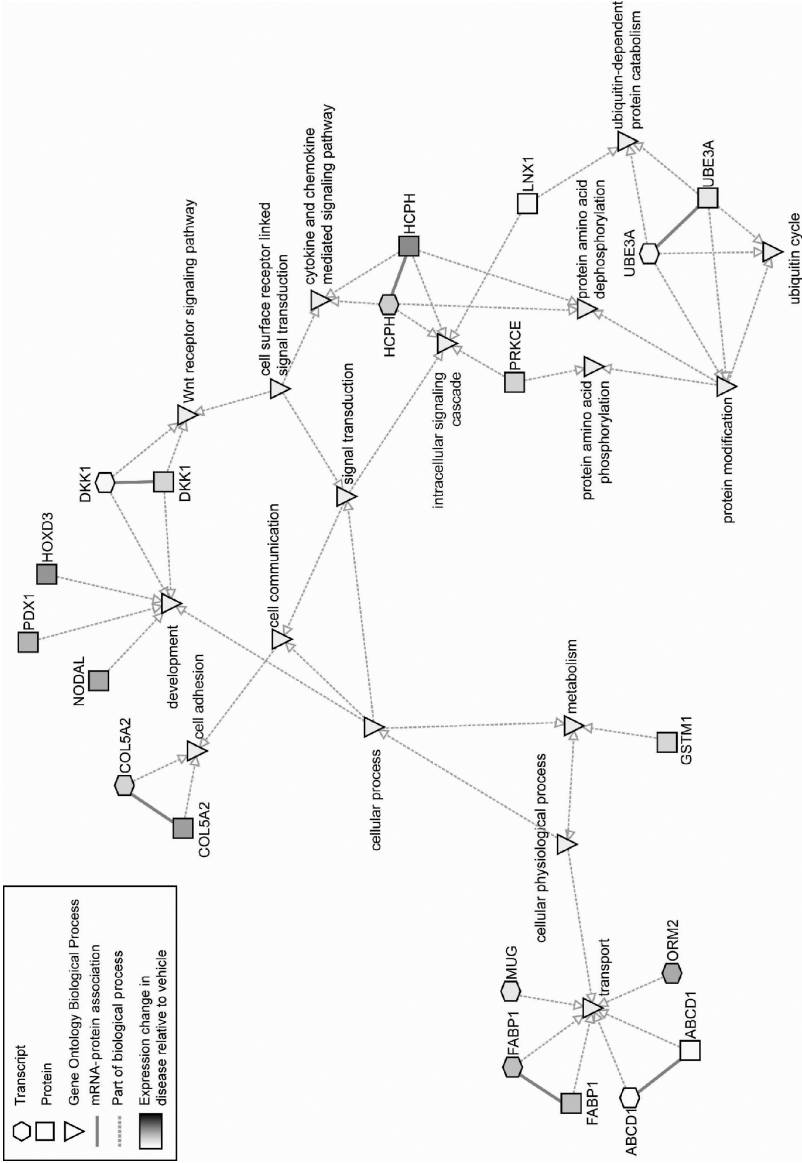 Transcript
Protein
Gene Ontology Biological Process
mRNA-protein association
Part of biological process
Expression change in
disease relative to vehicle
COL5A2
COL5A2
cell adhesion
NODAL
PDX1
HOXD3
development
DKK1
DKK1
Wnt receptor signaling pathway
cell communication
cell surface receptor linked
signal transduction
cytokine and chemokine
mediated signaling pathway
signal transduction
cellular process
HCPH
HCPH
intracellular signaling
cascade
LNX1
PRKCE
protein amino acid
dephosphorylation
protein amino acid
phosphorylation
ubiquitin-dependent
protein catabolism
UBE3A
UBE3A
protein modification
ubiquitin cycle
cellular physiological process
metabolism
GSTM1
FABP1
FABP1
MUG
transport
ORM2
ABCD1
ABCD1